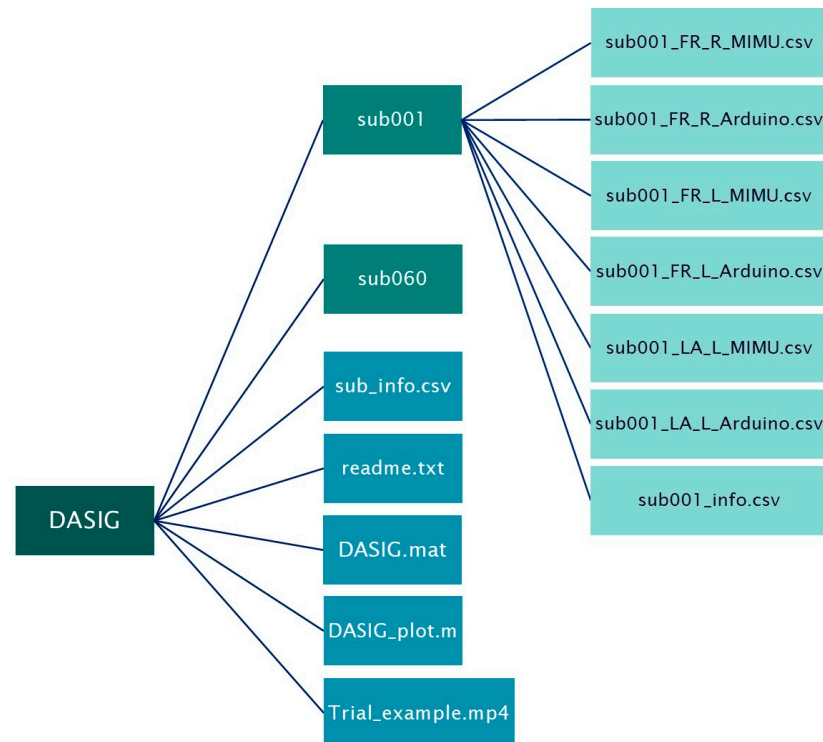 DASIG
sub001
sub060
sub_info.csv
readme.txt
DASIG.mat
DASIG_plot.m
Trial_example.mp4
sub001_FR_R_MIMU.csv
sub001_FR_R_Arduino.csv
sub001_FR_L_MIMU.csv
sub001_FR_L_Arduino.csv
sub001_LA_L_MIMU.csv
sub001_LA_L_Arduino.csv
sub001_info.csv